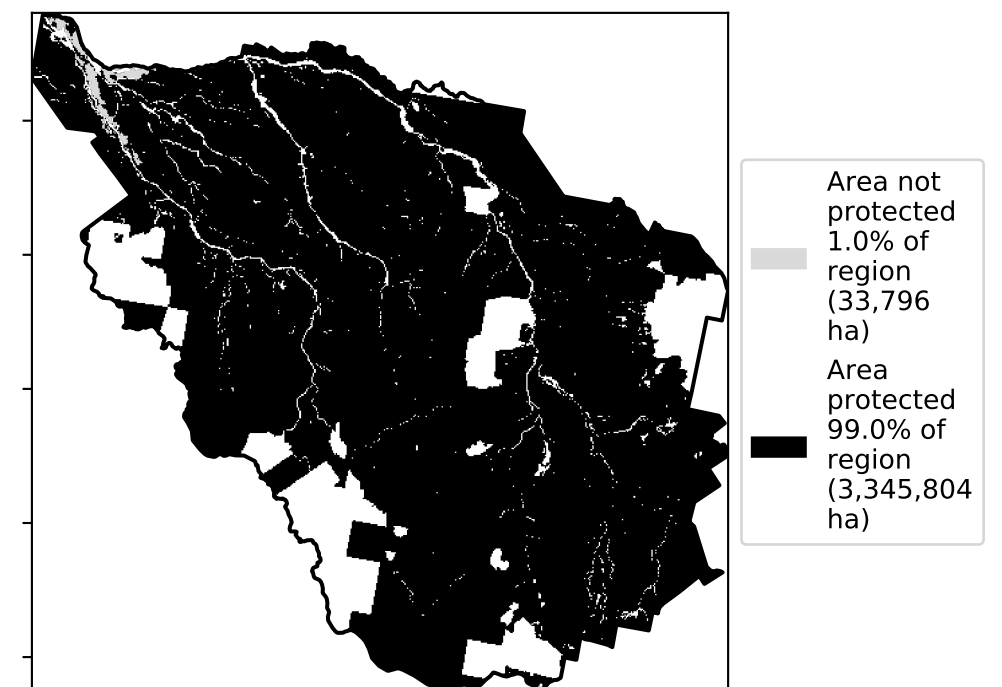 Area not
protected
1.0% of
region
(33,796
ha)
Area
protected
99.0% of
region
(3,345,804
ha)